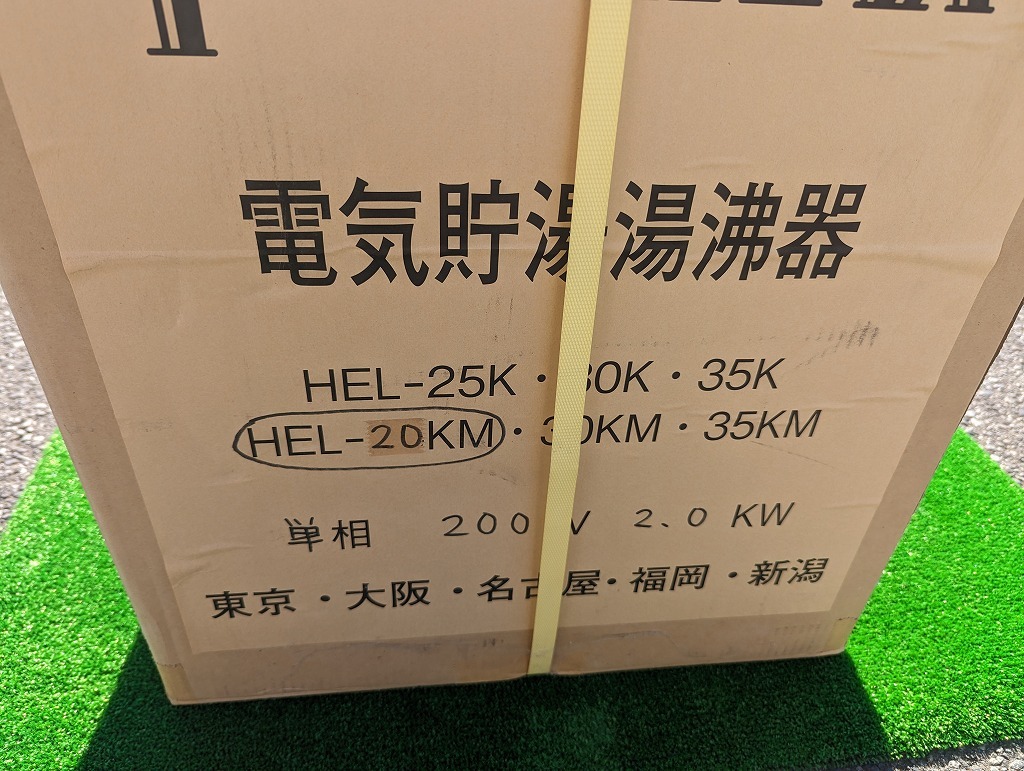 電気貯湯湯沸器
HEL-25K・30K・35K
HEL-20KM・30KM・35KM
単相 200V 2.0KW
東京・大阪・名古屋・福岡・新潟